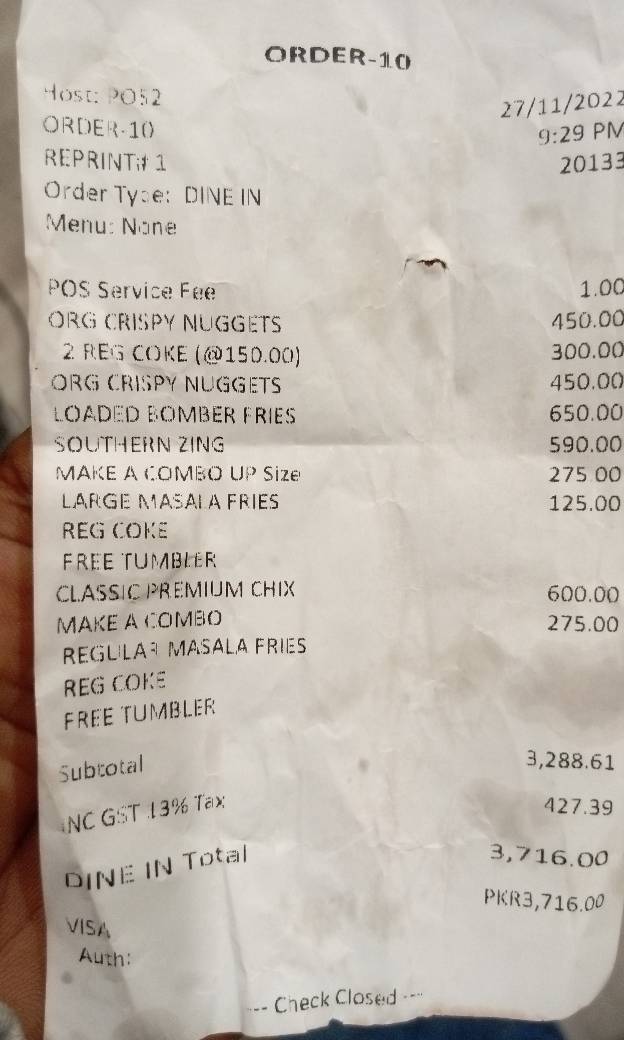 ORDER-10
Host: POS2
27/11/2022
ORDER-10
9:29 PM
REPRINT# 1
20133
Order Type: DINE IN
Menu: None
POS Service Fee 1.00
ORG CRISPY NUGGETS 450.00
2 REG COKE (@150.00) 300.00
ORG CRISPY NUGGETS 450.00
LOADED BOMBER FRIES 650.00
SOUTHERN ZING 590.00
MAKE A COMBO UP Size 275.00
LARGE MASALA FRIES 125.00
REG COKE
FREE TUMBLER
CLASSIC PREMIUM CHIX 600.00
MAKE A COMBO 275.00
REGULAR MASALA FRIES
REG COKE
FREE TUMBLER
Subtotal 3,288.61
INC GST 13% Tax 427.39
DINE IN Total 3,716.00
PKR3,716.00
VISA
Auth:
--- Check Closed ---